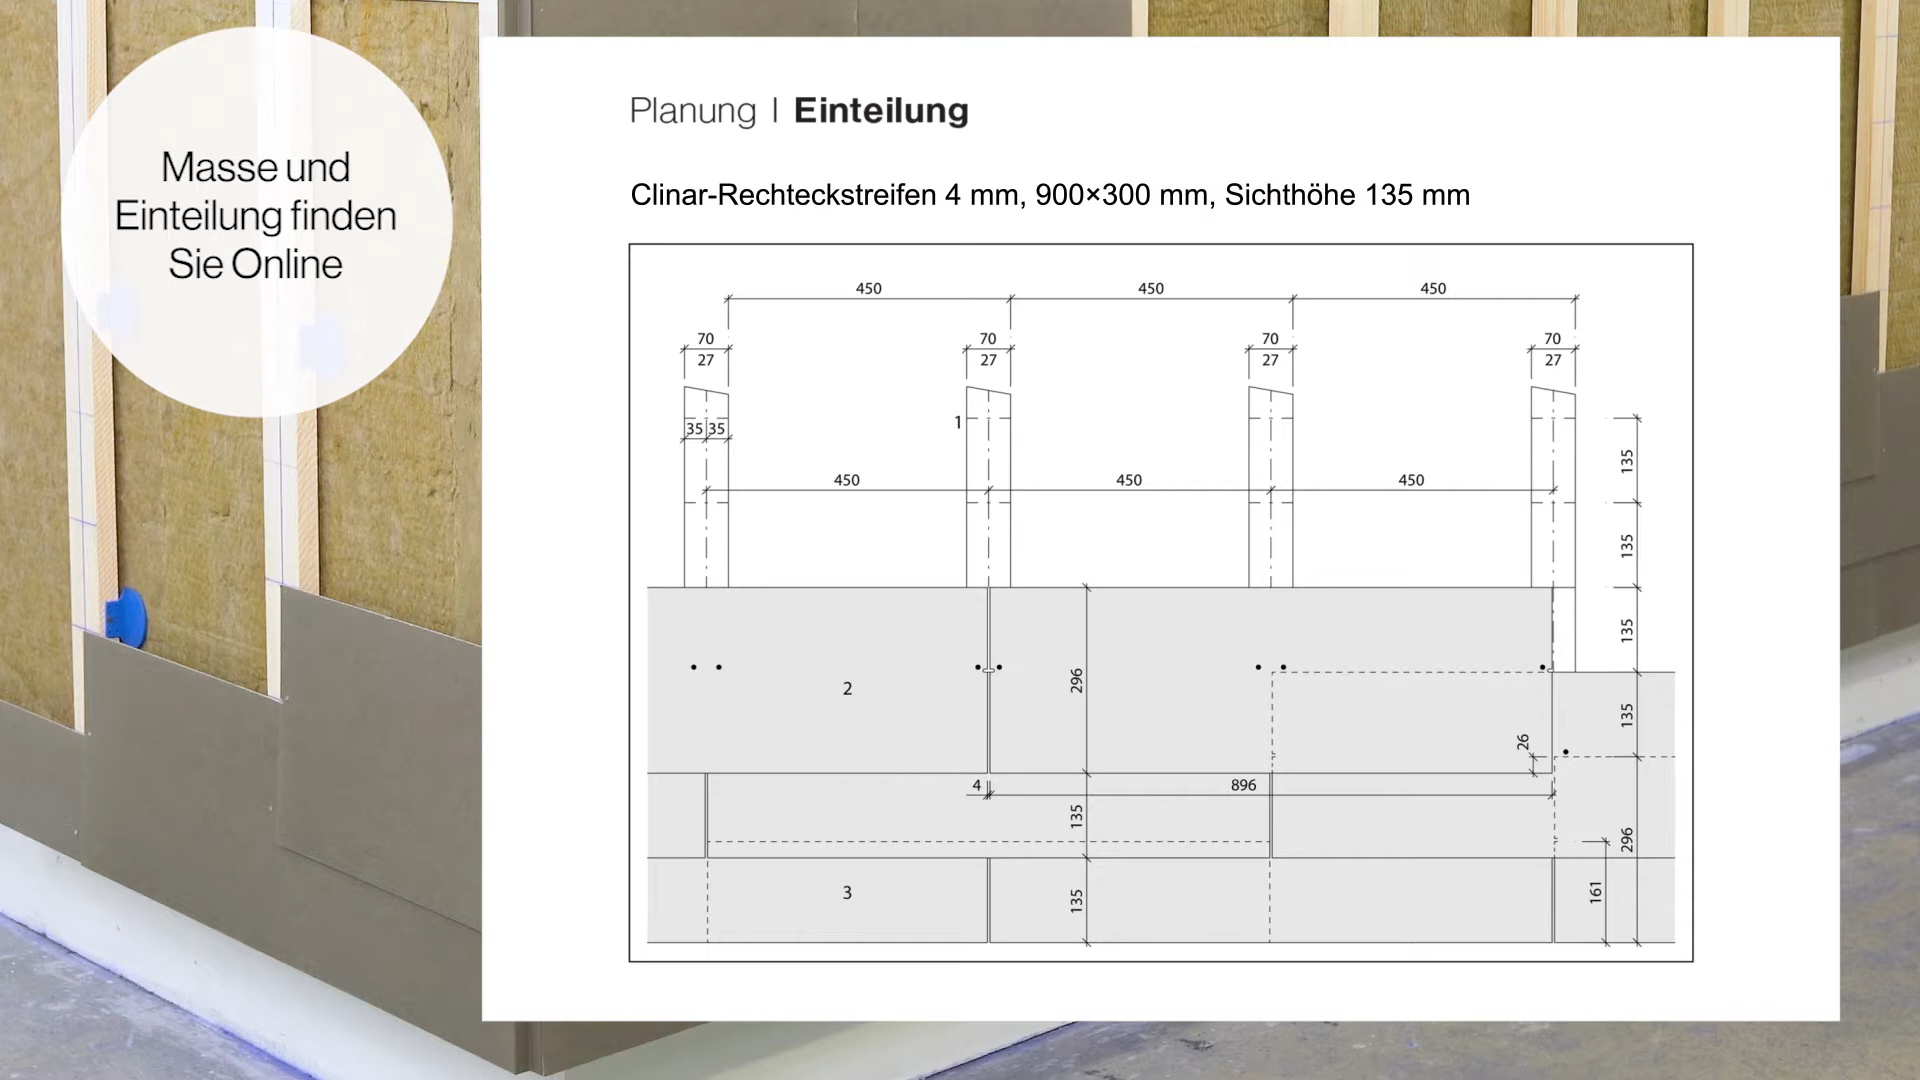 Masse und
Einteilung finden
Sie Online
Planung | Einteilung
Clinar-Rechteckstreifen 4 mm, 900×300 mm, Sichthöhe 135 mm
450 450 450
70 70 70 70
27 27 27 27
1
35 35
135
450 450 450
135
135
296
2
135
26
4
896
135
296
3
135
161